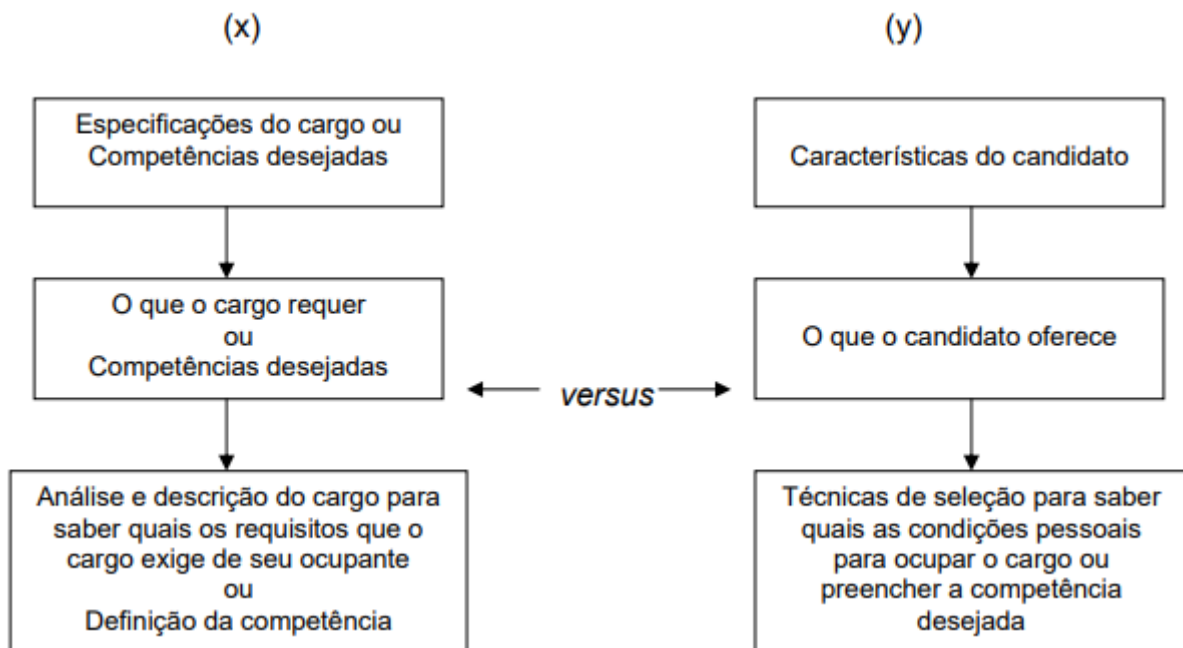 (x)
(y)
Especificações do cargo ou
Competências desejadas
Características do candidato
O que o cargo requer
ou
Competências desejadas
O que o candidato oferece
versus
Análise e descrição do cargo para
saber quais os requisitos que o
cargo exige de seu ocupante
ou
Definição da competência
Técnicas de seleção para saber
quais as condições pessoais
para ocupar o cargo ou
preencher a competência
desejada